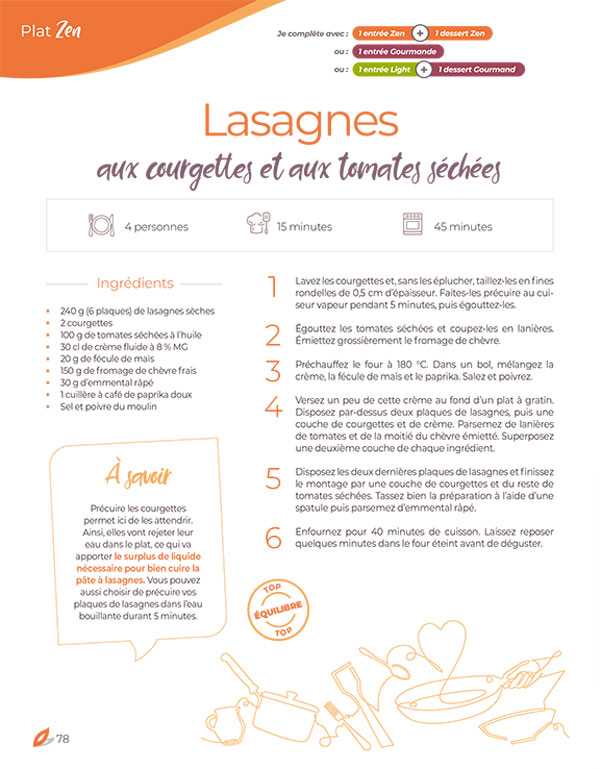 Plat Zen
Je complète avec : 1 entrée Zen + 1 dessert Zen
ou : 1 entrée Gourmande
ou : 1 entrée Light + 1 dessert Gourmand
Lasagnes
aux courgettes et aux tomates séchées
4 personnes
15 minutes
45 minutes
Ingrédients
• 240 g (6 plaques) de lasagnes sèches
• 2 courgettes
• 100 g de tomates séchées à l'huile
• 30 cl de crème fluide à 8 % MG
• 20 g de fécule de maïs
• 150 g de fromage de chèvre frais
• 30 g d'emmental râpé
• 1 cuillère à café de paprika doux
• Sel et poivre du moulin
À savoir
Précuire les courgettes
permet ici de les attendrir.
Ainsi, elles vont rejeter leur
eau dans le plat, ce qui va
apporter le surplus de liquide
nécessaire pour bien cuire la
pâte à lasagnes. Vous pouvez
aussi choisir de précuire vos
plaques de lasagnes dans l'eau
bouillante durant 5 minutes.
1 Lavez les courgettes et, sans les éplucher, taillez-les en fines
rondelles de 0,5 cm d'épaisseur. Faites-les précuire au cui-
seur vapeur pendant 5 minutes, puis égouttez-les.
2 Égouttez les tomates séchées et coupez-les en lanières.
Émiettez grossièrement le fromage de chèvre.
3 Préchauffez le four à 180 °C. Dans un bol, mélangez la
crème, la fécule de maïs et le paprika. Salez et poivrez.
4 Versez un peu de cette crème au fond d'un plat à gratin.
Disposez par-dessus deux plaques de lasagnes, puis une
couche de courgettes et de crème. Parsemez de lanières
de tomates et de la moitié du chèvre émietté. Superposez
une deuxième couche de chaque ingrédient.
5 Disposez les deux dernières plaques de lasagnes et finissez
le montage par une couche de courgettes et du reste de
tomates séchées. Tassez bien la préparation à l'aide d'une
spatule puis parsemez d'emmental râpé.
6 Enfournez pour 40 minutes de cuisson. Laissez reposer
quelques minutes dans le four éteint avant de déguster.
TOP
ÉQUILIBRE
TOP
78